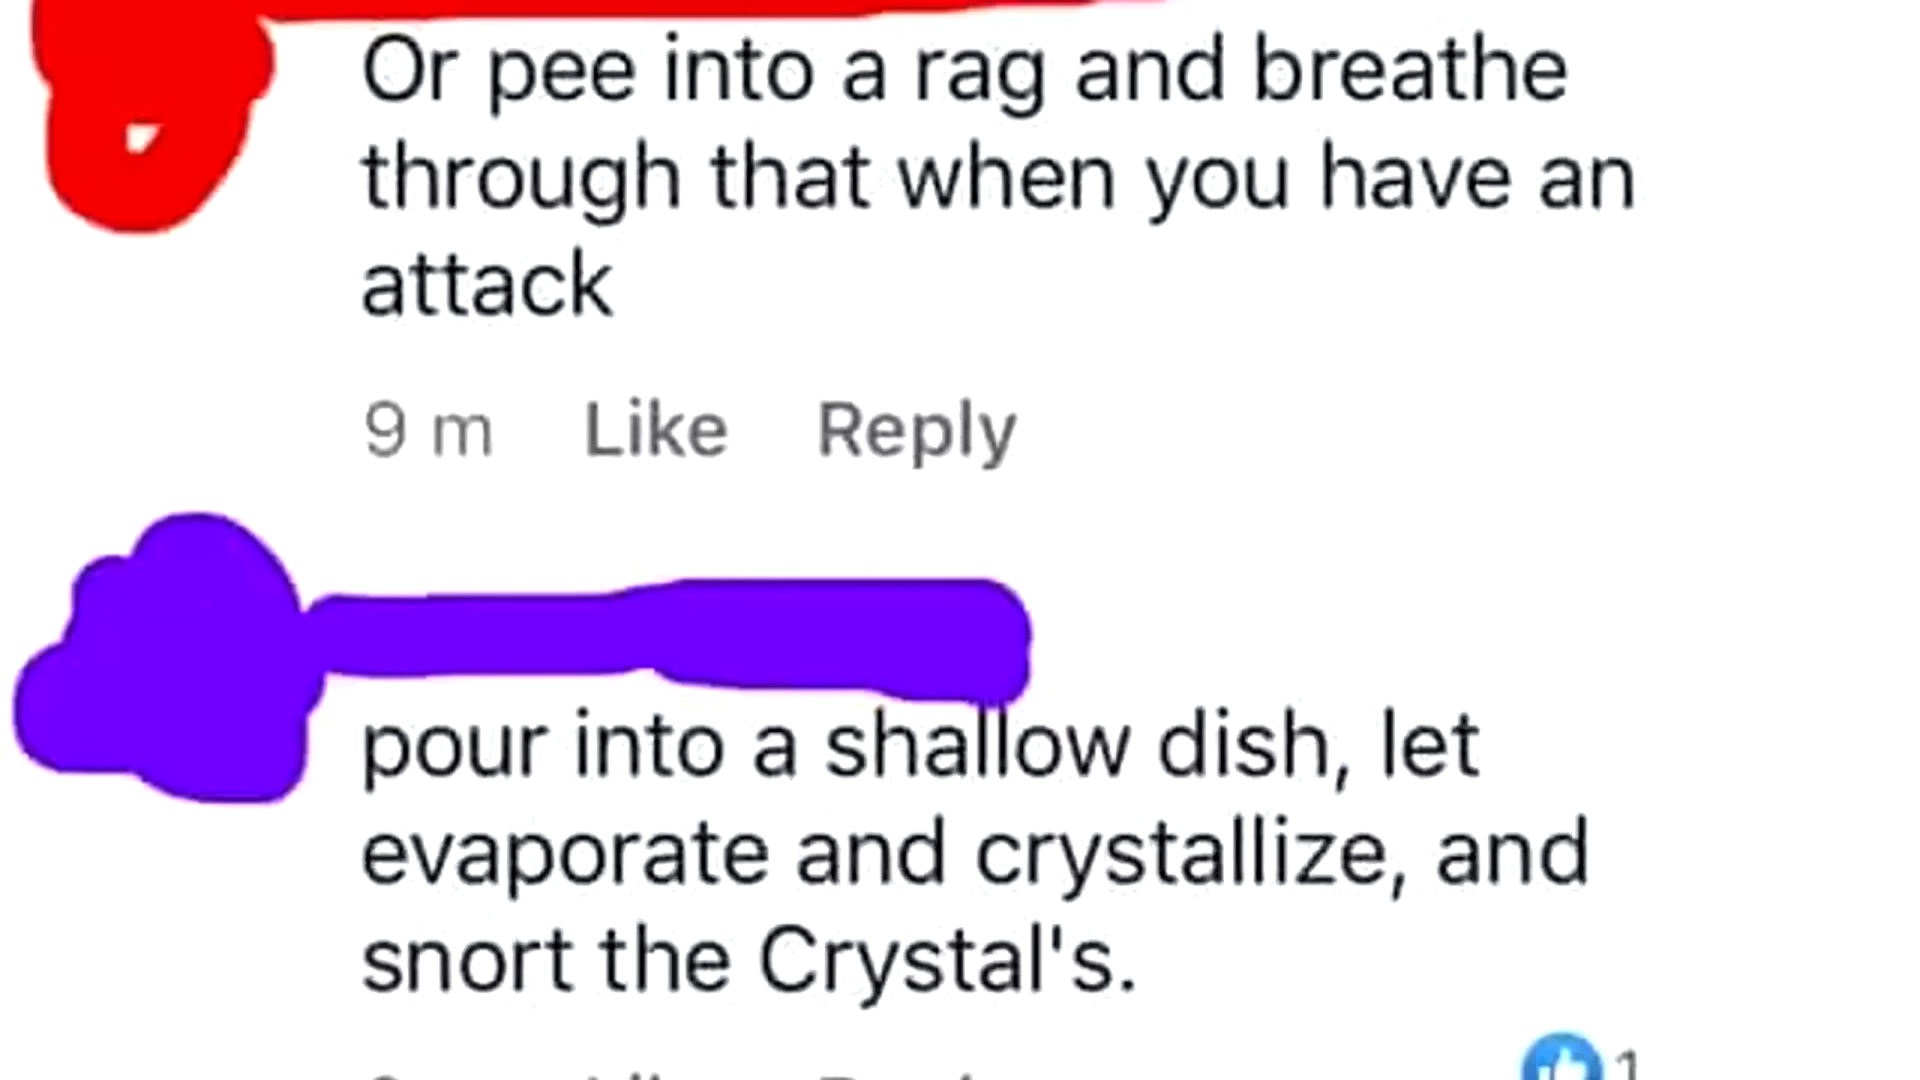 Or pee into a rag and breathe
through that when you have an
attack
9 m Like Reply
pour into a shallow dish, let
evaporate and crystallize, and
snort the Crystal's.
1